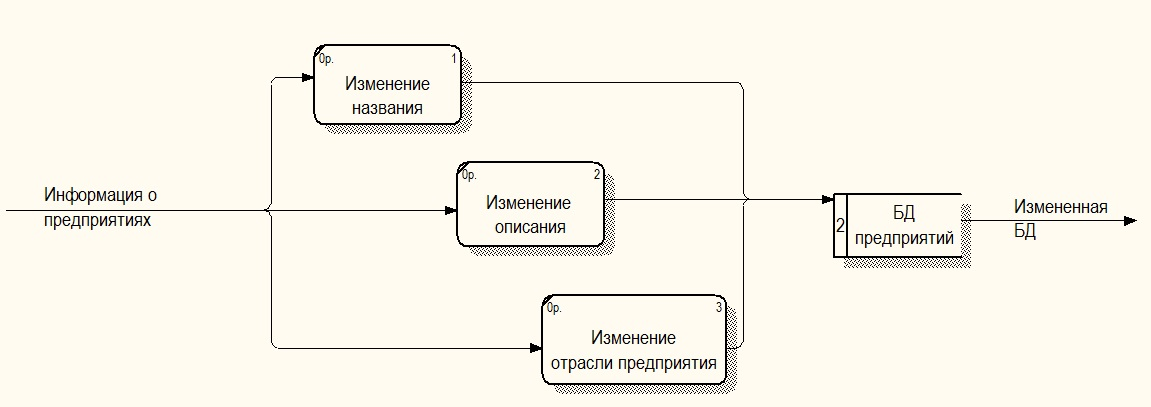 0р. 1
Изменение
названия
Информация о
предприятиях
0р. 2
Изменение
описания
2
БД
предприятий
Измененная
БД
0р. 3
Изменение
отрасли предприятия